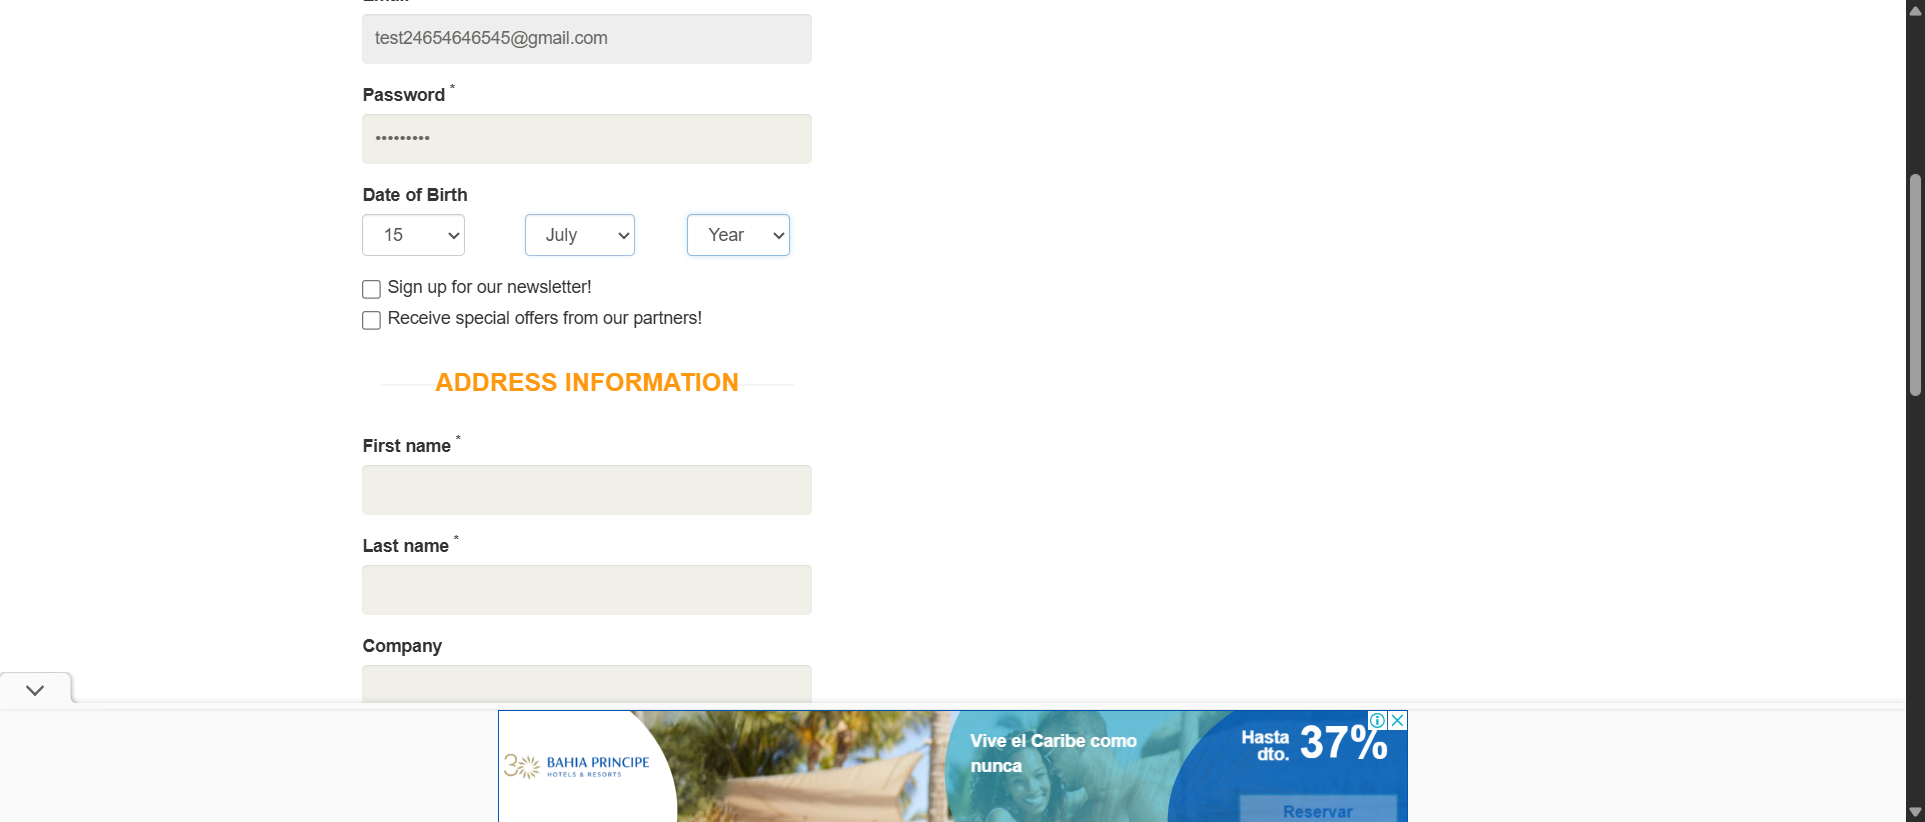 test24654646545@gmail.com
Password *
•••••••••
Date of Birth
15 July Year
Sign up for our newsletter!
Receive special offers from our partners!
ADDRESS INFORMATION
First name *
Last name *
Company
30 BAHIA PRINCIPE
HOTELS & RESORTS
Vive el Caribe como
nunca
Hasta
dto. 37%
Reservar